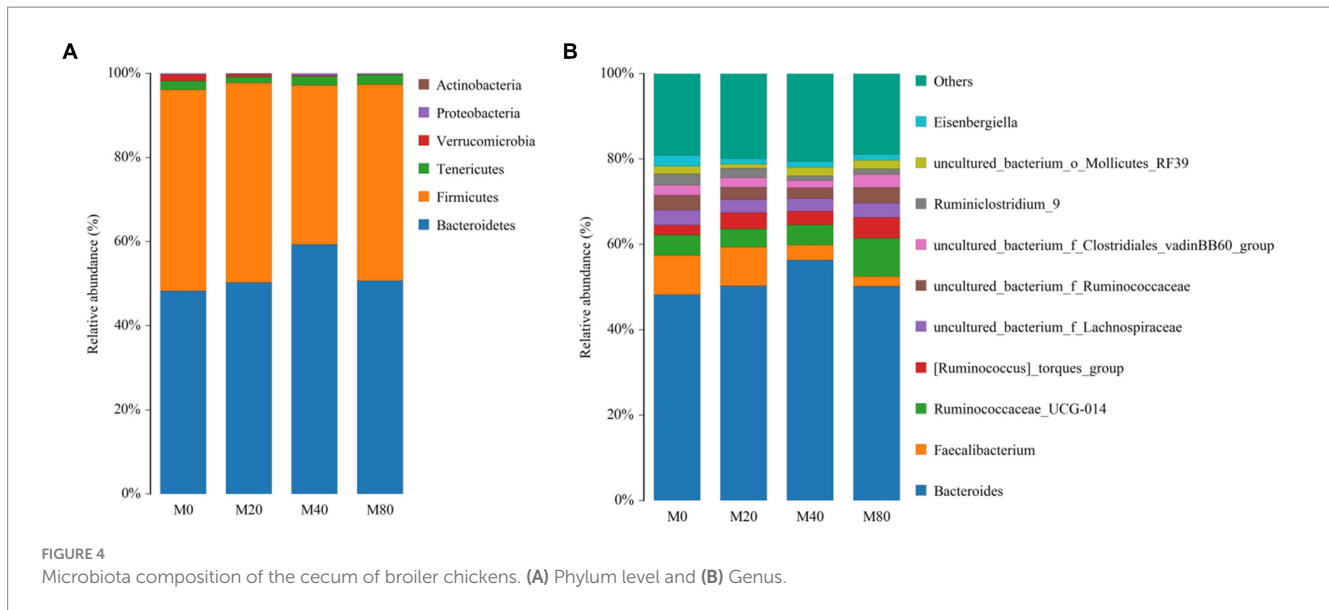 A
Relative abundance (%)
100%
80%
60%
40%
20%
0%
M0 M20 M40 M80
Actinobacteria
Proteobacteria
Verrucomicrobia
Tenericutes
Firmicutes
Bacteroidetes
B
Relative abundance (%)
100%
80%
60%
40%
20%
0%
M0 M20 M40 M80
Others
Eisenbergiella
uncultured_bacterium_o_Mollicutes_RF39
Ruminiclostridium_9
uncultured_bacterium_f_Clostridiales_vadinBB60_group
uncultured_bacterium_f_Ruminococcaceae
uncultured_bacterium_f_Lachnospiraceae
[Ruminococcus]_torques_group
Ruminococcaceae_UCG-014
Faecalibacterium
Bacteroides
FIGURE 4
Microbiota composition of the cecum of broiler chickens. (A) Phylum level and (B) Genus.